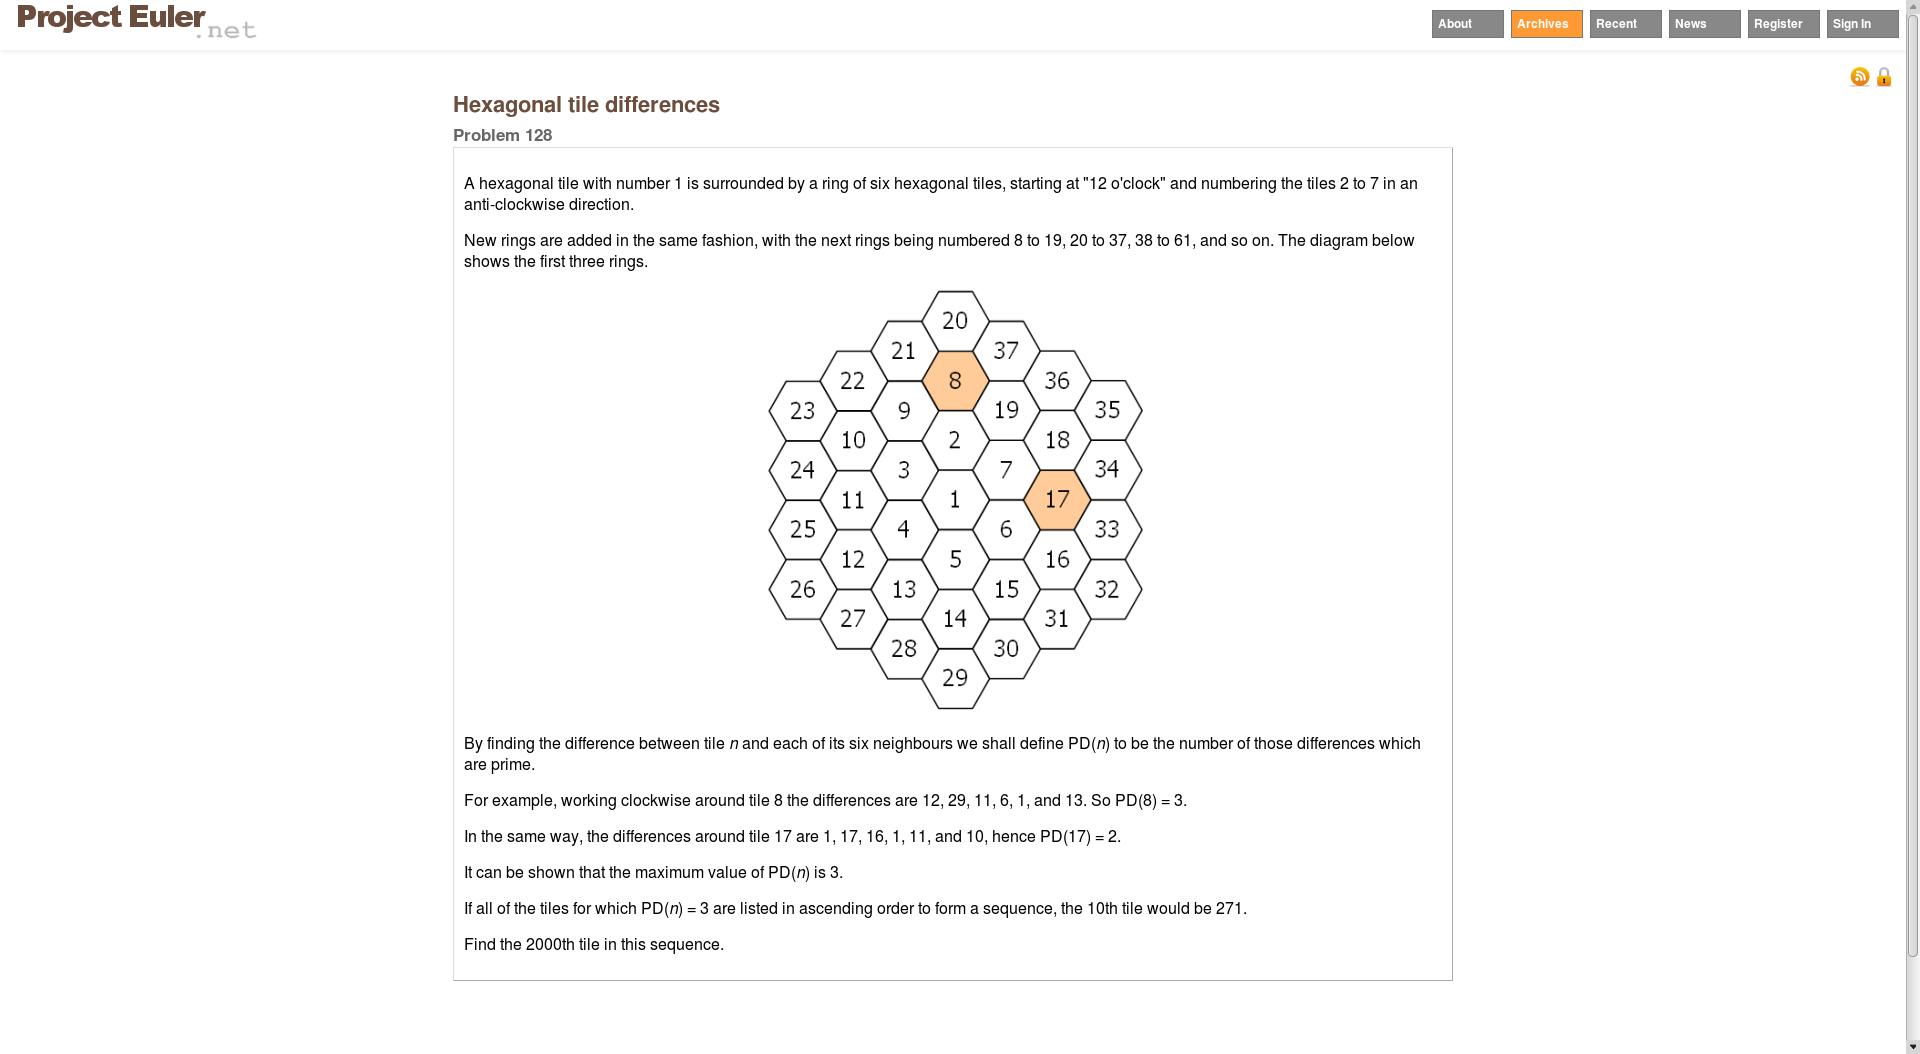 Project Euler
.net
About Archives Recent News Register Sign In
Hexagonal tile differences
Problem 128
A hexagonal tile with number 1 is surrounded by a ring of six hexagonal tiles, starting at "12 o'clock" and numbering the tiles 2 to 7 in an
anti-clockwise direction.
New rings are added in the same fashion, with the next rings being numbered 8 to 19, 20 to 37, 38 to 61, and so on. The diagram below
shows the first three rings.
20
21 37
22 8 36
23 9 19 35
10 2 18
24 3 7 34
11 1 17
25 4 6 33
12 5 16
26 13 15 32
27 14 31
28 30
29
By finding the difference between tile n and each of its six neighbours we shall define PD(n) to be the number of those differences which
are prime.
For example, working clockwise around tile 8 the differences are 12, 29, 11, 6, 1, and 13. So PD(8) = 3.
In the same way, the differences around tile 17 are 1, 17, 16, 1, 11, and 10, hence PD(17) = 2.
It can be shown that the maximum value of PD(n) is 3.
If all of the tiles for which PD(n) = 3 are listed in ascending order to form a sequence, the 10th tile would be 271.
Find the 2000th tile in this sequence.